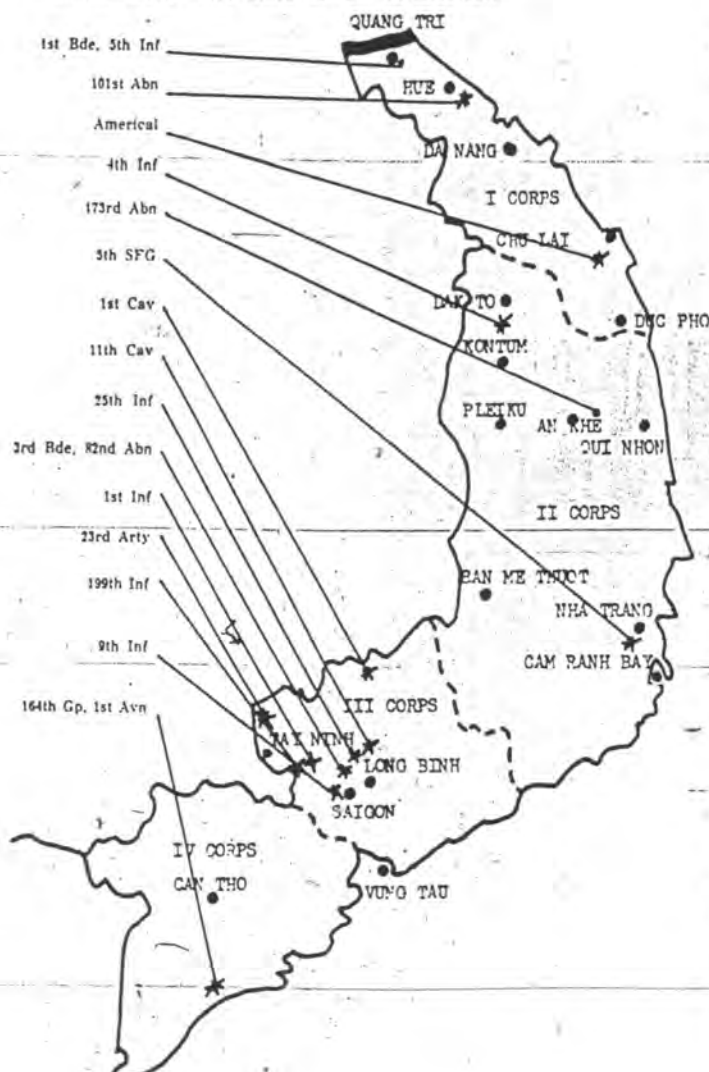 QUANG TRI
1st Bde, 5th Inf
101st Abn
HUE
Americal
DA NANG
4th Inf
I CORPS
173rd Abn
CHU LAI
5th SFG
1st Cav
DAK TO
DUC PHO
11th Cav
KONTUM
25th Inf
PLEIKU
AN KHE
QUI NHON
3rd Bde, 82nd Abn
1st Inf
II CORPS
23rd Arty
199th Inf
BAN ME THUOT
NHA TRANG
9th Inf
CAM RANH BAY
164th Gp, 1st Avn
III CORPS
TAY NINH
LONG BINH
SAIGON
IV CORPS
CAN THO
VUNG TAU